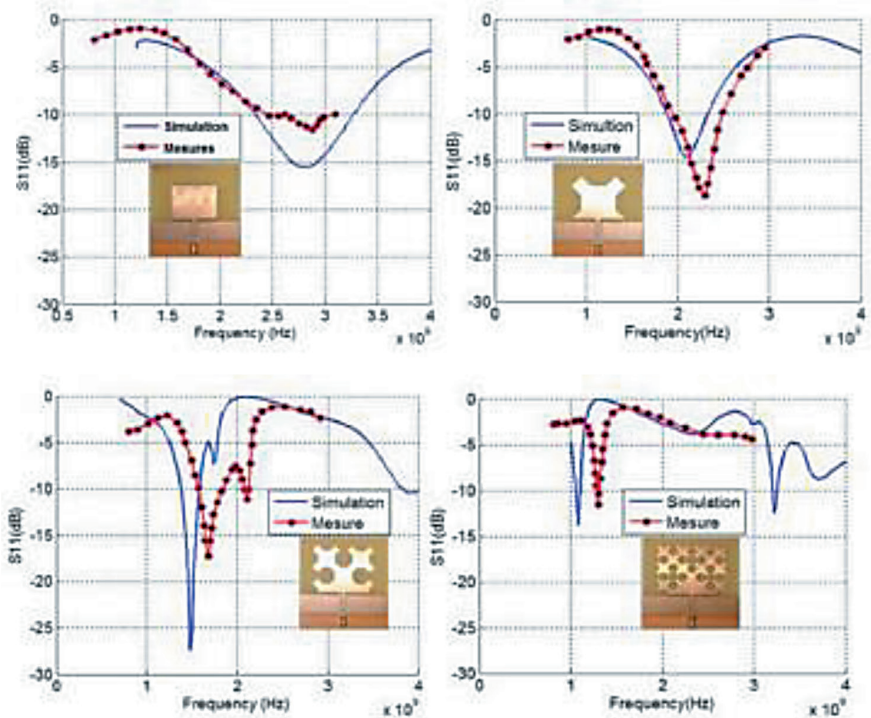 0
-5
-10
-15
-20
-25
-30
S11(dB)
0.5 1 1.5 2 2.5 3 3.5 4
Frequency (Hz)
x 10
Simulation
Mesures
0
-5
-10
-15
-20
-25
-30
S11(dB)
0 1 2 3 4
Frequency(Hz)
x 10
Simultion
Mesure
0
-5
-10
-15
-20
-25
-30
S11(dB)
0 1 2 3 4
Frequency (Hz)
x 10
Simulation
Mesure
0
-5
-10
-15
-20
-25
-30
S11(dB)
0 1 2 3 4
Frequency (Hz)
x 10
Simulation
Mesure